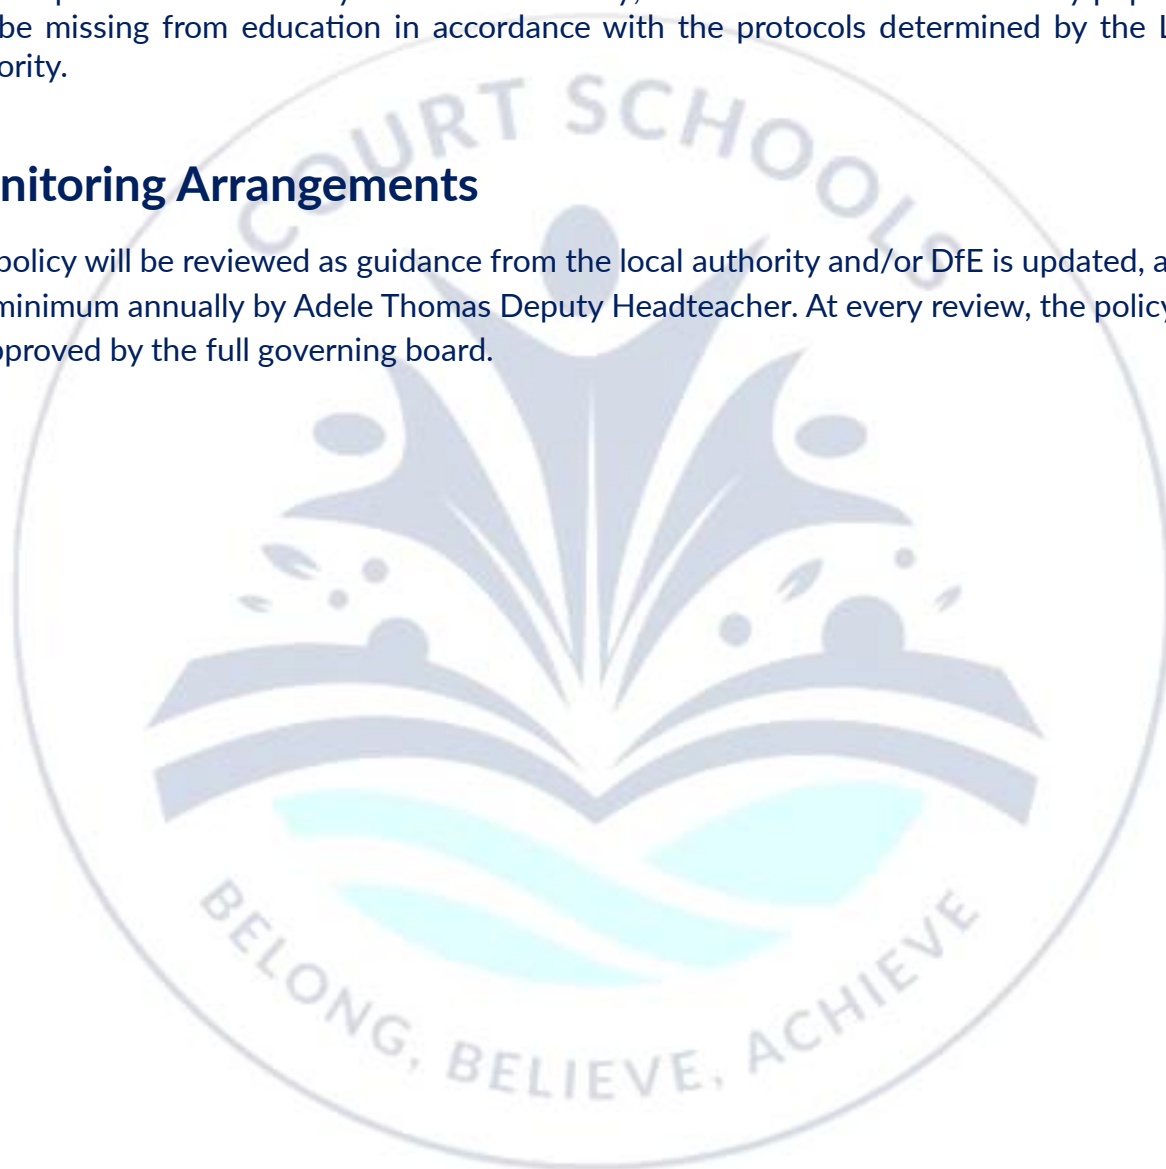 be missing from education in accordance with the protocols determined by the L
ority.
nitoring Arrangements
policy will be reviewed as guidance from the local authority and/or DfE is updated, a
minimum annually by Adele Thomas Deputy Headteacher. At every review, the policy
pproved by the full governing board.
COURT SCHOOLS
BELONG, BELIEVE, ACHIEVE